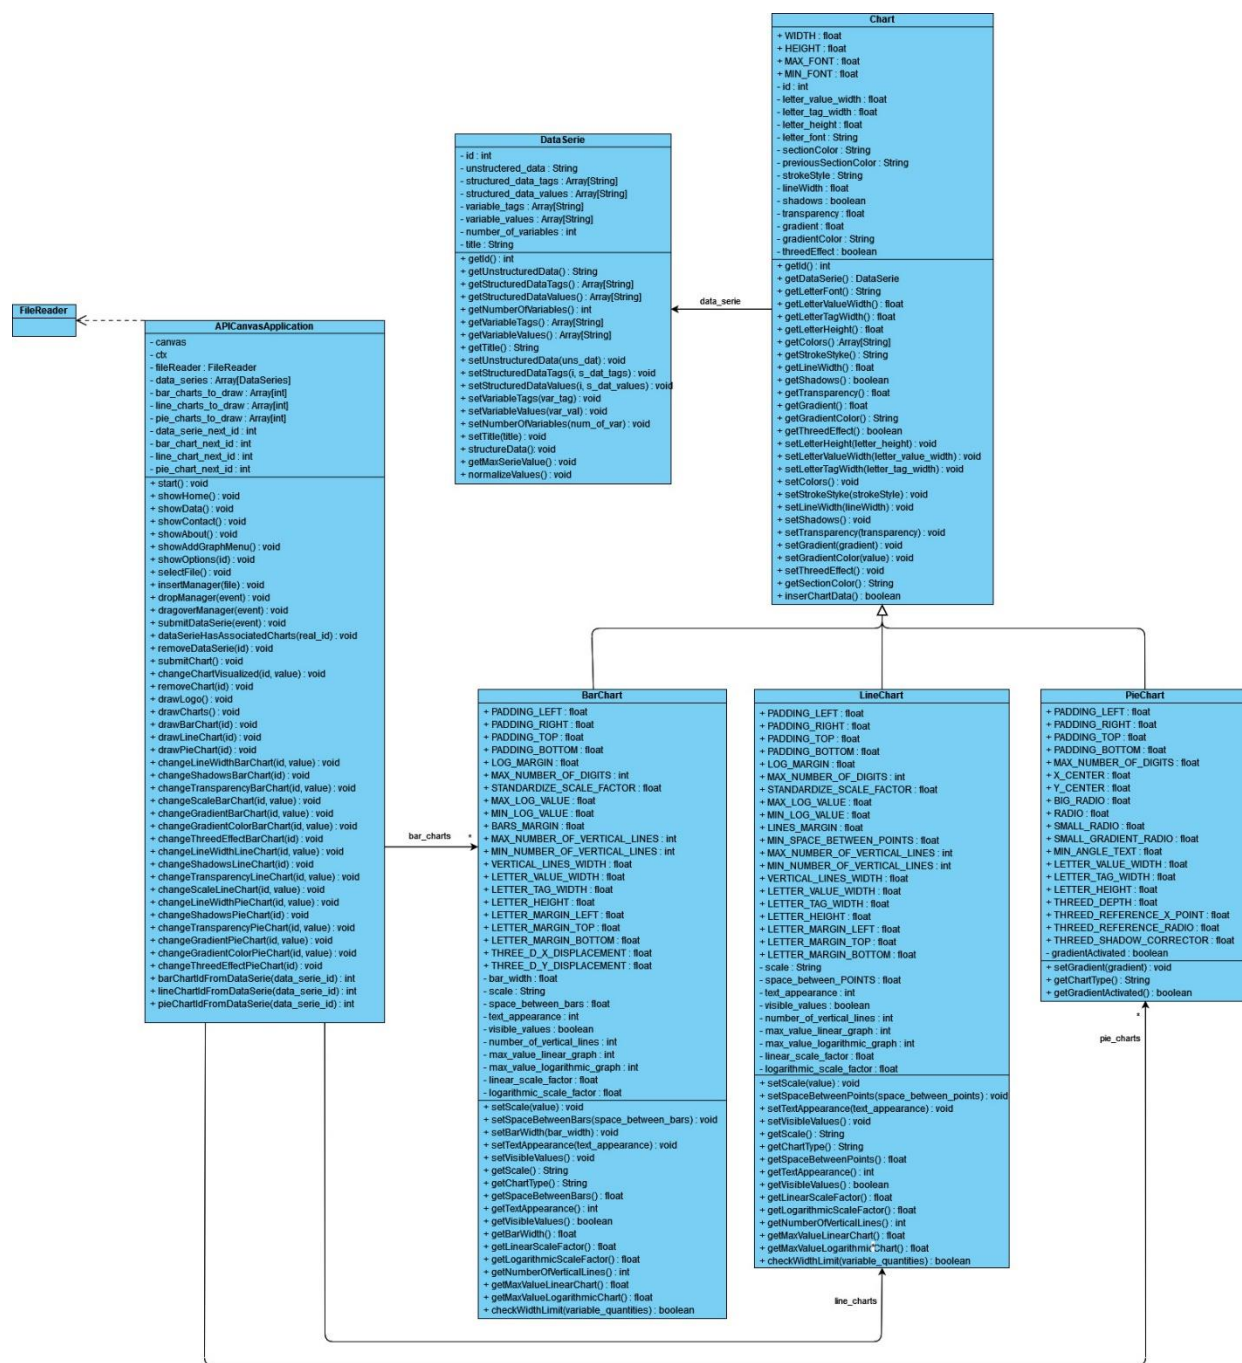 Chart
+ WIDTH : float
+ HEIGHT : float
+ MAX_FONT : float
+ MIN_FONT : float
- id : int
- letter_value_width : float
- letter_tag_width : float
- letter_height : float
- letter_font : String
- sectionColor : String
- previousSectionColor : String
- strokeStyle : String
- lineWidth : float
- shadows : boolean
- transparency : float
- gradient : float
- gradientColor : String
- threedEffect : boolean
+ getId() : int
+ getDataSerie() : DataSerie
+ getLetterFont() : String
+ getLetterValueWidth() : float
+ getLetterTagWidth() : float
+ getLetterHeight() : float
+ getColors() :Array[String]
+ getStrokeStyke() : String
+ getLineWidth() : float
+ getShadows() : boolean
+ getTransparency() : float
+ getGradient() : float
+ getGradientColor() : String
+ getThreedEffect() : boolean
+ setLetterHeight(letter_height) : void
+ setLetterValueWidth(letter_value_width) : void
+ setLetterTagWidth(letter_tag_width) : void
+ setColors() : void
+ setStrokeStyke(strokeStyle) : void
+ setLineWidth(lineWidth) : void
+ setShadows() : void
+ setTransparency(transparency) : void
+ setGradient(gradient) : void
+ setGradientColor(value) : void
+ setThreedEffect() : void
+ getSectionColor() : String
+ inserChartData() : boolean
DataSerie
- id : int
- unstructered_data : String
- structured_data_tags : Array[String]
- structured_data_values : Array[String]
- variable_tags : Array[String]
- variable_values : Array[String]
- number_of_variables : int
- title : String
+ getId() : int
+ getUnstructuredData() : String
+ getStructuredDataTags() : Array[String]
+ getStructuredDataValues() : Array[String]
+ getNumberOfVariables() : int
+ getVariableTags() : Array[String]
+ getVariableValues() : Array[String]
+ getTitle() : String
+ setUnstructuredData(uns_dat) : void
+ setStructuredDataTags(i, s_dat_tags) : void
+ setStructuredDataValues(i, s_dat_values) : void
+ setVariableTags(var_tag) : void
+ setVariableValues(var_val) : void
+ setNumberOfVariables(num_of_var) : void
+ setTitle(title) : void
+ structureData() : void
+ getMaxSerieValue() : void
+ normalizeValues() : void
data_serie
FileReader
APICanvasApplication
- canvas
- ctx
- fileReader : FileReader
- data_series : Array[DataSeries]
- bar_charts_to_draw : Array[int]
- line_charts_to_draw : Array[int]
- pie_charts_to_draw : Array[int]
- data_serie_next_id : int
- bar_chart_next_id : int
- line_chart_next_id : int
- pie_chart_next_id : int
+ start() : void
+ showHome() : void
+ showData() : void
+ showContact() : void
+ showAbout() : void
+ showAddGraphMenu() : void
+ showOptions(id) : void
+ selectFile() : void
+ insertManager(file) : void
+ dropManager(event) : void
+ dragoverManager(event) : void
+ submitDataSerie(event) : void
+ dataSerieHasAssociatedCharts(real_id) : void
+ removeDataSerie(id) : void
+ submitChart() : void
+ changeChartVisualized(id, value) : void
+ removeChart(id) : void
+ drawLogo() : void
+ drawCharts() : void
+ drawBarChart(id) : void
+ drawLineChart(id) : void
+ drawPieChart(id) : void
+ changeLineWidthBarChart(id, value) : void
+ changeShadowsBarChart(id) : void
+ changeTransparencyBarChart(id, value) : void
+ changeScaleBarChart(id, value) : void
+ changeGradientBarChart(id, value) : void
+ changeGradientColorBarChart(id, value) : void
+ changeThreedEffectBarChart(id) : void
+ changeLineWidthLineChart(id, value) : void
+ changeShadowsLineChart(id) : void
+ changeTransparencyLineChart(id, value) : void
+ changeScaleLineChart(id, value) : void
+ changeLineWidthPieChart(id, value) : void
+ changeShadowsPieChart(id) : void
+ changeTransparencyPieChart(id, value) : void
+ changeGradientPieChart(id, value) : void
+ changeGradientColorPieChart(id, value) : void
+ changeThreedEffectPieChart(id) : void
+ barChartIdFromDataSerie(data_serie_id) : int
+ lineChartIdFromDataSerie(data_serie_id) : int
+ pieChartIdFromDataSerie(data_serie_id) : int
bar_charts *
BarChart
+ PADDING_LEFT : float
+ PADDING_RIGHT : float
+ PADDING_TOP : float
+ PADDING_BOTTOM : float
+ LOG_MARGIN : float
+ MAX_NUMBER_OF_DIGITS : int
+ STANDARDIZE_SCALE_FACTOR : float
+ MAX_LOG_VALUE : float
+ MIN_LOG_VALUE : float
+ BARS_MARGIN : float
+ MAX_NUMBER_OF_VERTICAL_LINES : int
+ MIN_NUMBER_OF_VERTICAL_LINES : int
+ VERTICAL_LINES_WIDTH : float
+ LETTER_VALUE_WIDTH : float
+ LETTER_TAG_WIDTH : float
+ LETTER_HEIGHT : float
+ LETTER_MARGIN_LEFT : float
+ LETTER_MARGIN_TOP : float
+ LETTER_MARGIN_BOTTOM : float
+ THREE_D_X_DISPLACEMENT : float
+ THREE_D_Y_DISPLACEMENT : float
- bar_width : float
- scale : String
- space_between_bars : float
- text_appearance : int
- visible_values : boolean
- number_of_vertical_lines : int
- max_value_linear_graph : int
- max_value_logarithmic_graph : int
- linear_scale_factor : float
- logarithmic_scale_factor : float
+ setScale(value) : void
+ setSpaceBetweenBars(space_between_bars) : void
+ setBarWidth(bar_width) : void
+ setTextAppearance(text_appearance) : void
+ setVisibleValues() : void
+ getScale() : String
+ getChartType() : String
+ getSpaceBetweenBars() : float
+ getTextAppearance() : int
+ getVisibleValues() : boolean
+ getBarWidth() : float
+ getLinearScaleFactor() : float
+ getLogarithmicScaleFactor() : float
+ getNumberOfVerticalLines() : int
+ getMaxValueLinearChart() : float
+ getMaxValueLogarithmicChart() : float
+ checkWidthLimit(variable_quantities) : boolean
LineChart
+ PADDING_LEFT : float
+ PADDING_RIGHT : float
+ PADDING_TOP : float
+ PADDING_BOTTOM : float
+ LOG_MARGIN : float
+ MAX_NUMBER_OF_DIGITS : int
+ STANDARDIZE_SCALE_FACTOR : float
+ MAX_LOG_VALUE : float
+ MIN_LOG_VALUE : float
+ LINES_MARGIN : float
+ MIN_SPACE_BETWEEN_POINTS : float
+ MAX_NUMBER_OF_VERTICAL_LINES : int
+ MIN_NUMBER_OF_VERTICAL_LINES : int
+ VERTICAL_LINES_WIDTH : float
+ LETTER_VALUE_WIDTH : float
+ LETTER_TAG_WIDTH : float
+ LETTER_HEIGHT : float
+ LETTER_MARGIN_LEFT : float
+ LETTER_MARGIN_TOP : float
+ LETTER_MARGIN_BOTTOM : float
- scale : String
- space_between_POINTS : float
- text_appearance : int
- visible_values : boolean
- number_of_vertical_lines : int
- max_value_linear_graph : int
- max_value_logarithmic_graph : int
- linear_scale_factor : float
- logarithmic_scale_factor : float
+ setScale(value) : void
+ setSpaceBetweenPoints(space_between_points) : void
+ setTextAppearance(text_appearance) : void
+ setVisibleValues() : void
+ getScale() : String
+ getChartType() : String
+ getSpaceBetweenPoints() : float
+ getTextAppearance() : int
+ getVisibleValues() : boolean
+ getLinearScaleFactor() : float
+ getLogarithmicScaleFactor() : float
+ getNumberOfVerticalLines() : int
+ getMaxValueLinearChart() : float
+ getMaxValueLogarithmicChart() : float
+ checkWidthLimit(variable_quantities) : boolean
line_charts
PieChart
+ PADDING_LEFT : float
+ PADDING_RIGHT : float
+ PADDING_TOP : float
+ PADDING_BOTTOM : float
+ MAX_NUMBER_OF_DIGITS : float
+ X_CENTER : float
+ Y_CENTER : float
+ BIG_RADIO : float
+ RADIO : float
+ SMALL_RADIO : float
+ SMALL_GRADIENT_RADIO : float
+ MIN_ANGLE_TEXT : float
+ LETTER_VALUE_WIDTH : float
+ LETTER_TAG_WIDTH : float
+ LETTER_HEIGHT : float
+ THREED_DEPTH : float
+ THREED_REFERENCE_X_POINT : float
+ THREED_REFERENCE_RADIO : float
+ THREED_SHADOW_CORRECTOR : float
- gradientActivated : boolean
+ setGradient(gradient) : void
+ getChartType() : String
+ getGradientActivated() : boolean
*
pie_charts